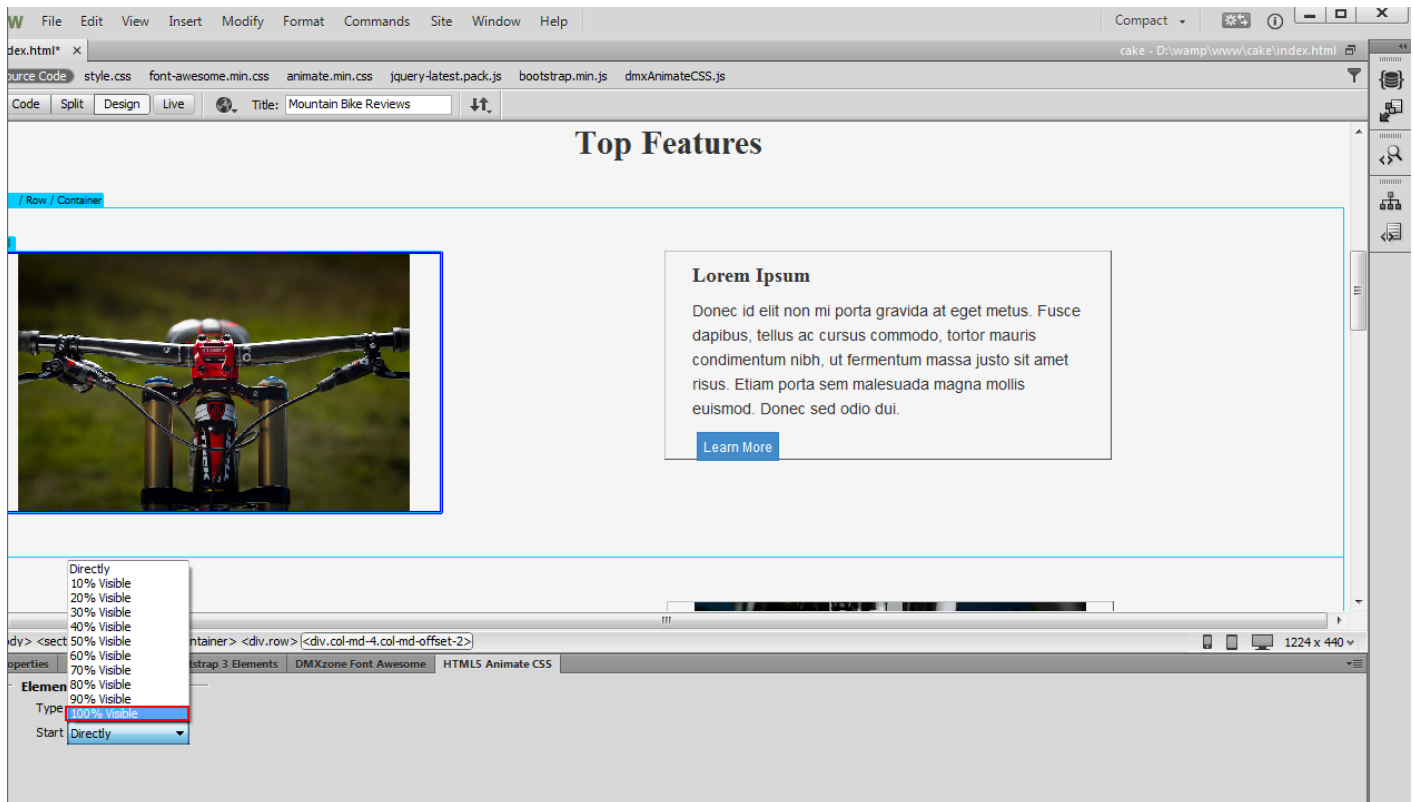 W File Edit View Insert Modify Format Commands Site Window Help Compact
dex.html* × cake - D:\wamp\www\cake\index.html
ource Code style.css font-awesome.min.css animate.min.css jquery-latest.pack.js bootstrap.min.js dmxAnimateCSS.js
Code Split Design Live Title: Mountain Bike Reviews
Top Features
/ Row / Container
Lorem Ipsum
Donec id elit non mi porta gravida at eget metus. Fusce
dapibus, tellus ac cursus commodo, tortor mauris
condimentum nibh, ut fermentum massa justo sit amet
risus. Etiam porta sem malesuada magna mollis
euismod. Donec sed odio dui.
Learn More
Directly
10% Visible
20% Visible
30% Visible
40% Visible
50% Visible
60% Visible
70% Visible
80% Visible
90% Visible
100% Visible
dy> <sect ntainer> <div.row> <div.col-md-4.col-md-offset-2> 1224 x 440
operties tstrap 3 Elements DMXzone Font Awesome HTML5 Animate CSS
Elemen
Type
Start Directly